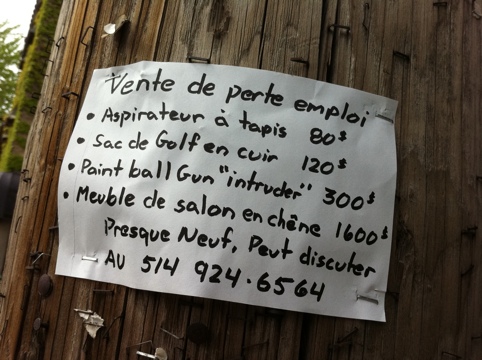 Vente de perte emploi
• Aspirateur à tapis 80$
• Sac de Golf en cuir 120$
• Paint ball Gun "intruder" 300$
• Meuble de salon en chêne 1600$
Presque Neuf, Peut discuter
AU 514 924.6564